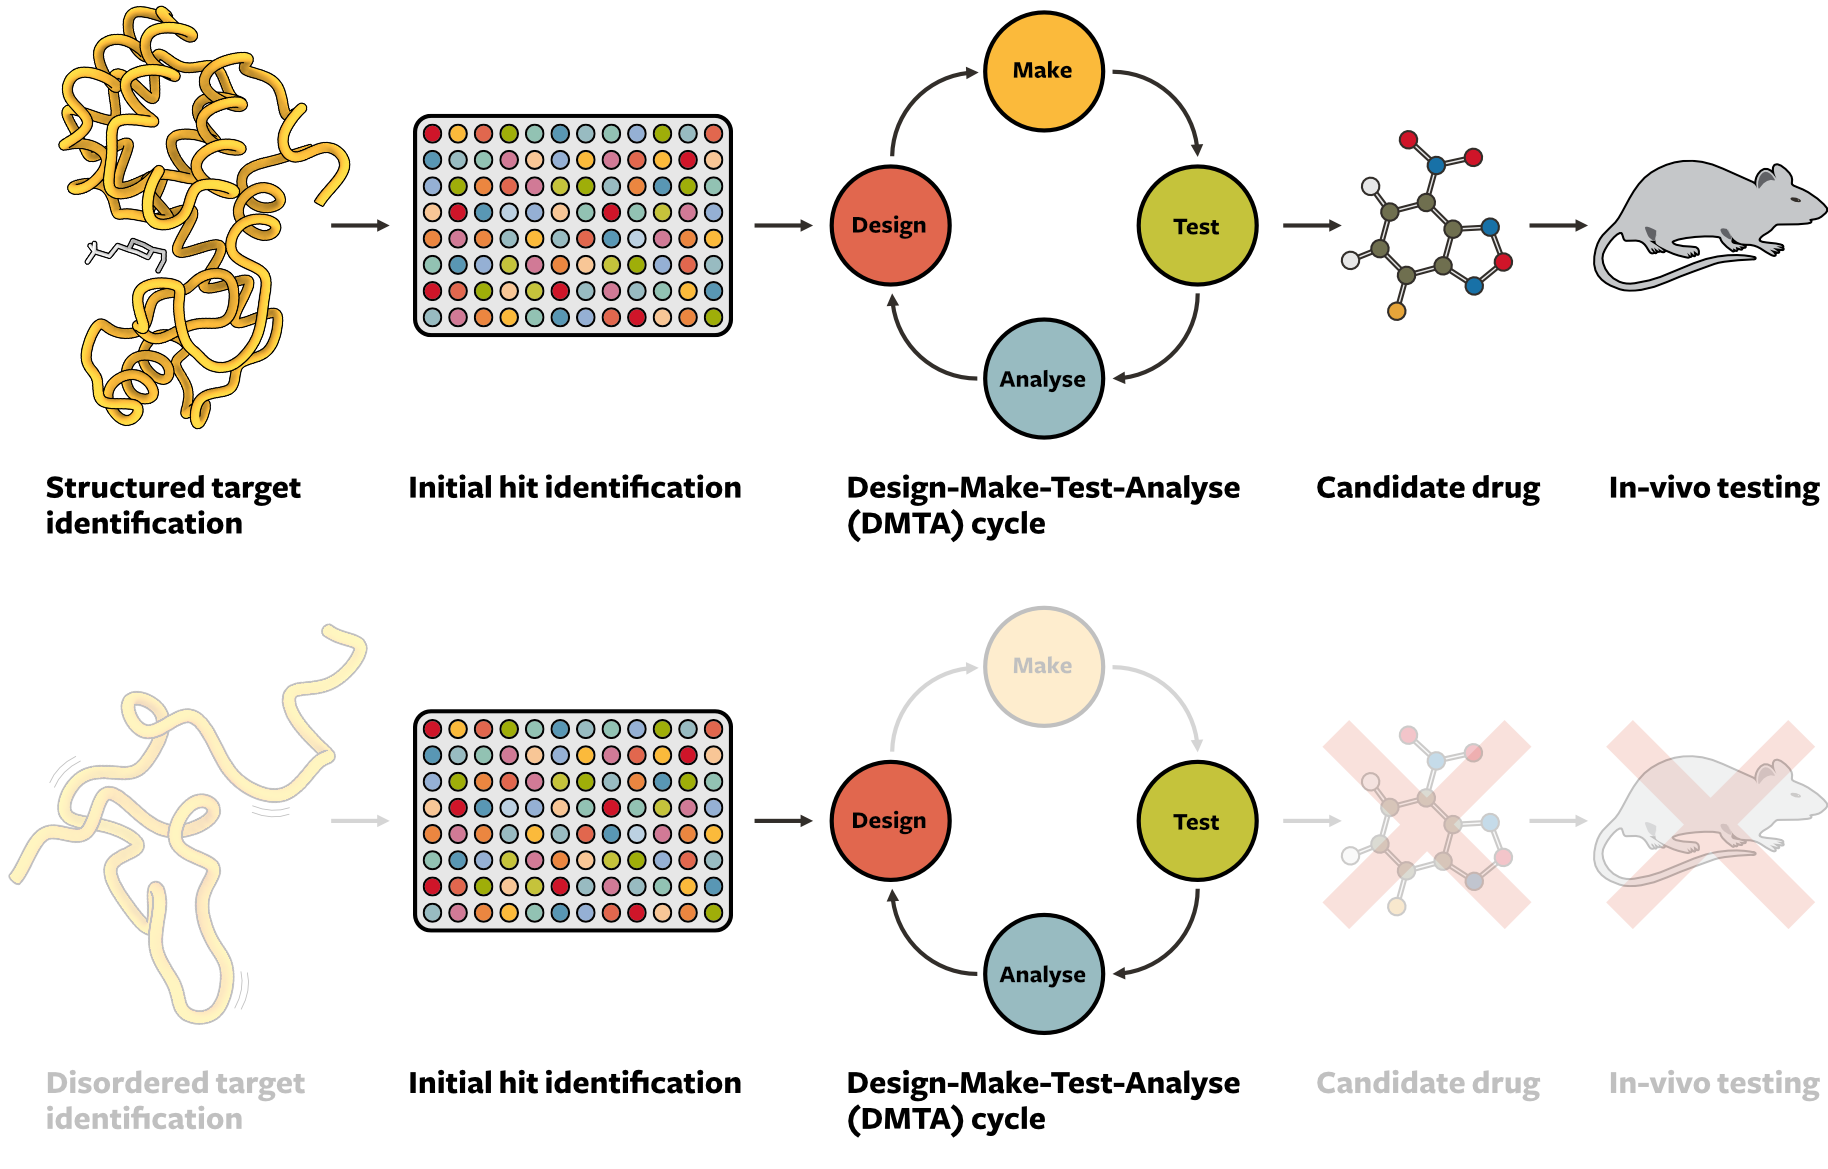 Make
Design
Test
Analyse
Structured target
identification
Initial hit identification
Design-Make-Test-Analyse
(DMTA) cycle
Candidate drug
In-vivo testing
Make
Design
Test
Analyse
Disordered target
identification
Initial hit identification
Design-Make-Test-Analyse
(DMTA) cycle
Candidate drug
In-vivo testing